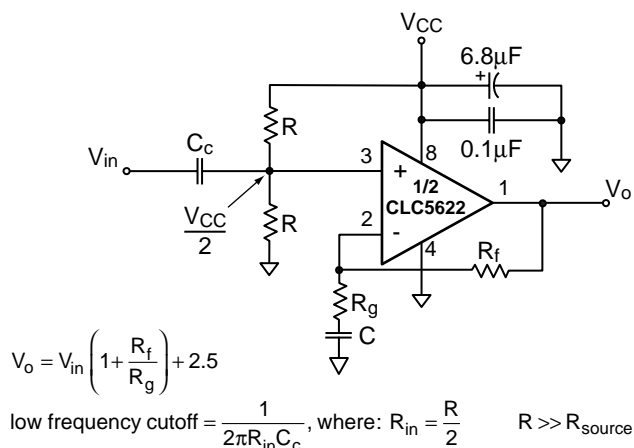 VCC
6.8µF
+
R
0.1µF
Cc
Vin
3
+
8
1/2
CLC5622
1
Vo
VCC
2
R
2
-
4
Rf
Rg
C
Vo = Vin (1+ Rf/Rg) + 2.5
low frequency cutoff = 1/(2πRinCc), where: Rin = R/2 R >> Rsource